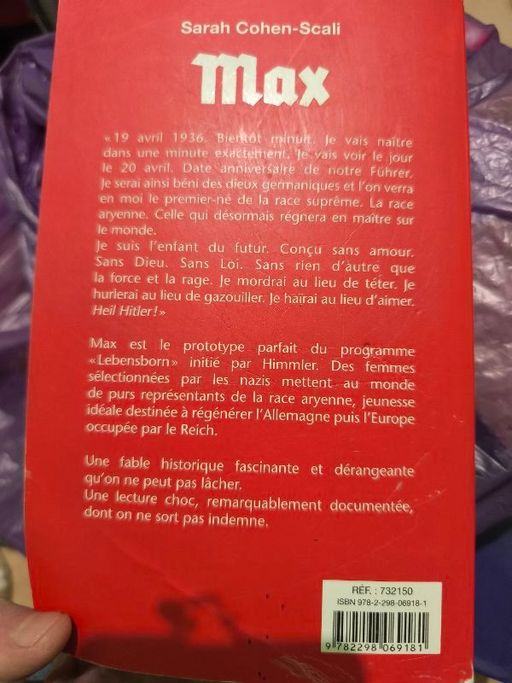 Sarah Cohen-Scali
Max
« 19 avril 1936. Bientôt minuit. Je vais naître
dans une minute exactement. Je vais voir le jour
le 20 avril. Date anniversaire de notre Führer.
Je serai ainsi béni des dieux germaniques et l'on verra
en moi le premier-né de la race suprême. La race
aryenne. Celle qui désormais régnera en maître sur
le monde.
Je suis l'enfant du futur. Conçu sans amour.
Sans Dieu. Sans Loi. Sans rien d'autre que
la force et la rage. Je mordrai au lieu de téter. Je
hurlerai au lieu de gazouiller. Je haïrai au lieu d'aimer.
Heil Hitler! »
Max est le prototype parfait du programme
« Lebensborn » initié par Himmler. Des femmes
sélectionnées par les nazis mettent au monde
de purs représentants de la race aryenne, jeunesse
idéale destinée à régénérer l'Allemagne puis l'Europe
occupée par le Reich.
Une fable historique fascinante et dérangeante
qu'on ne peut pas lâcher.
Une lecture choc, remarquablement documentée,
dont on ne sort pas indemne.
RÉF. : 732150
ISBN 978-2-298-06918-1
9 782298 069181